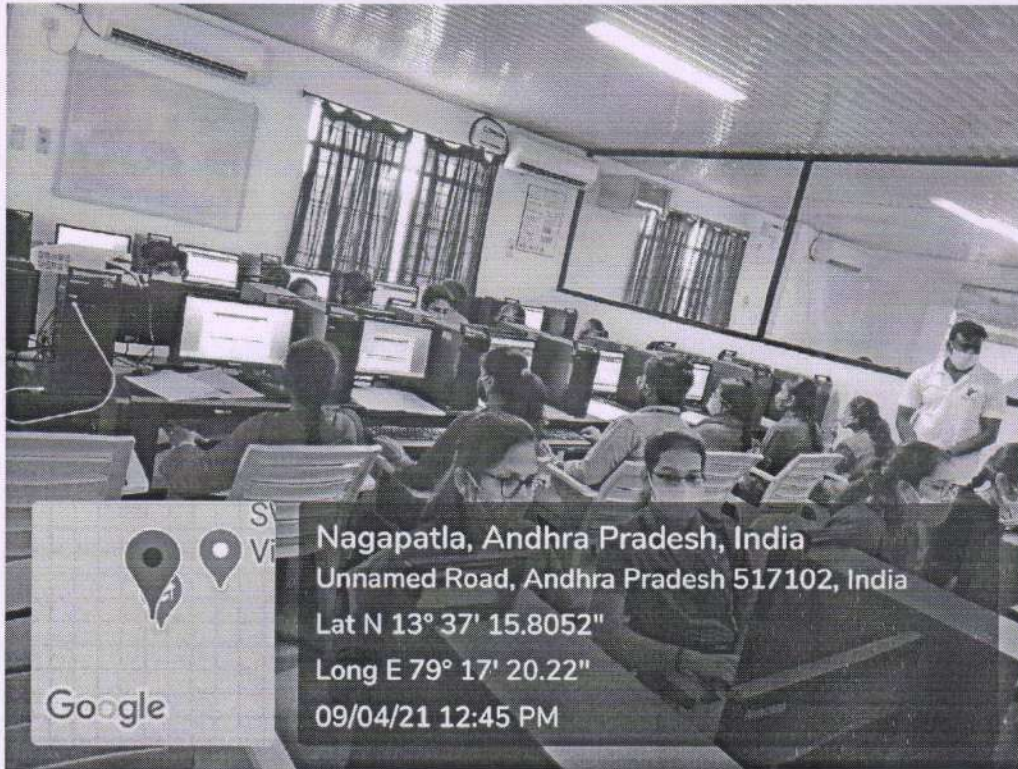 S
Vi
Google
Nagapatla, Andhra Pradesh, India
Unnamed Road, Andhra Pradesh 517102, India
Lat N 13° 37' 15.8052"
Long E 79° 17' 20.22"
09/04/21 12:45 PM